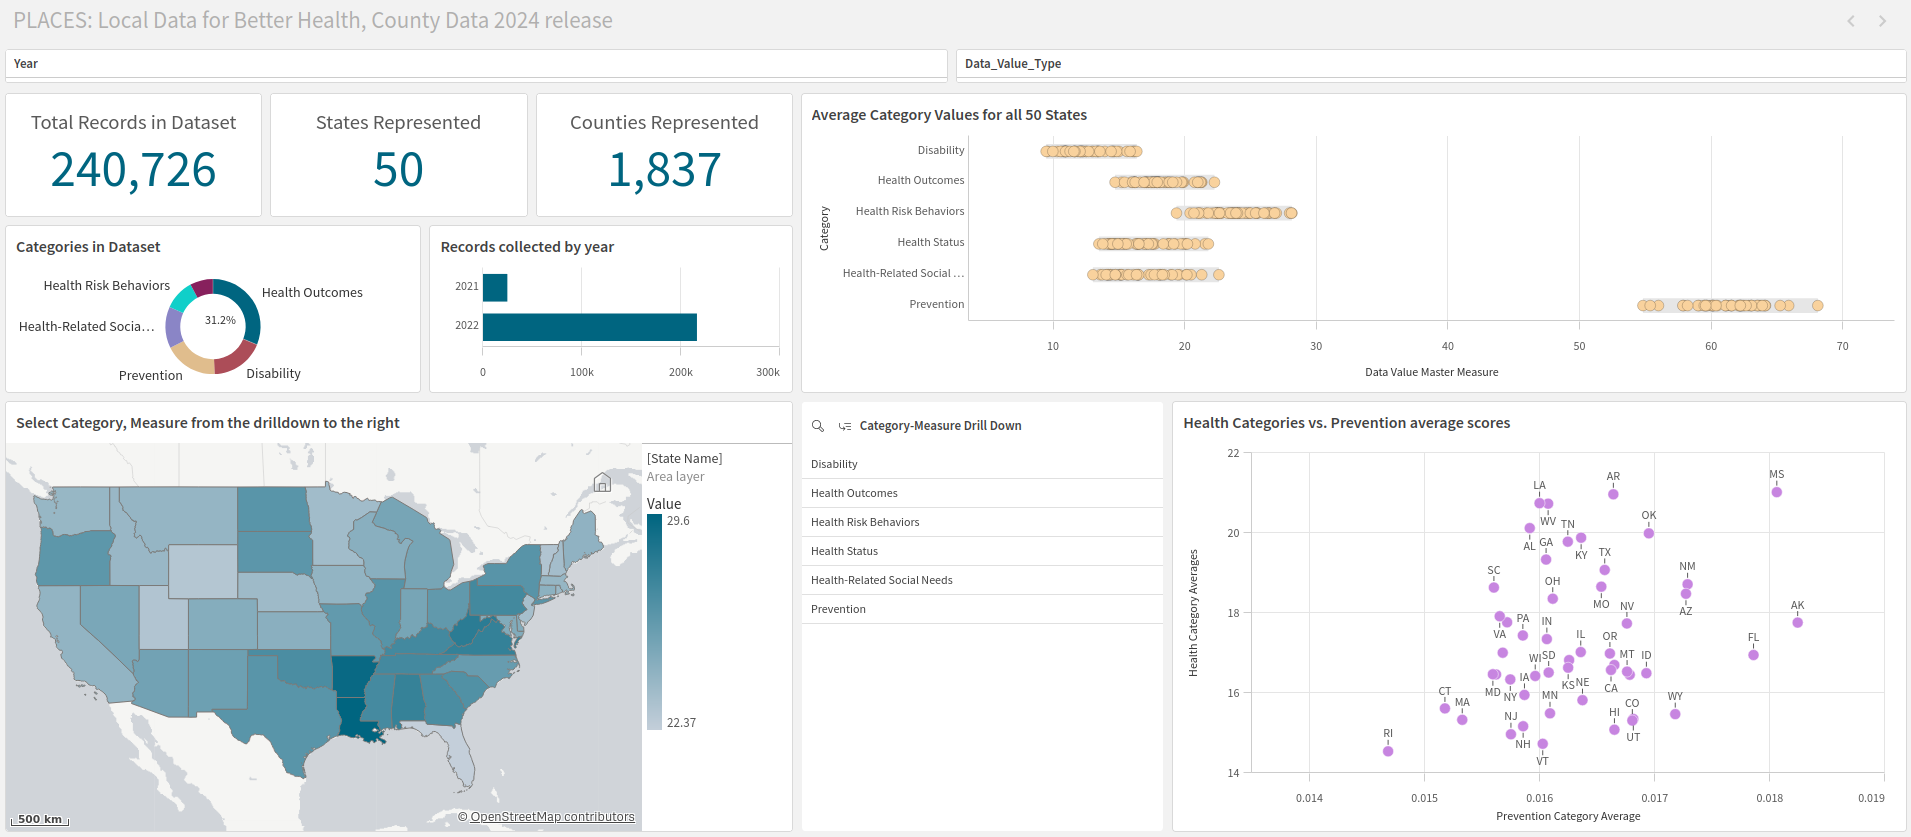 PLACES: Local Data for Better Health, County Data 2024 release
Year
Data_Value_Type
Total Records in Dataset
240,726
States Represented
50
Counties Represented
1,837
Average Category Values for all 50 States
Category
Disability
Health Outcomes
Health Risk Behaviors
Health Status
Health-Related Social ...
Prevention
10 20 30 40 50 60 70
Data Value Master Measure
Categories in Dataset
Health Risk Behaviors
Health Outcomes
Health-Related Socia...
31.2%
Prevention
Disability
Records collected by year
2021
2022
0 100k 200k 300k
Select Category, Measure from the drilldown to the right
[State Name]
Area layer
Value
29.6
22.37
500 km
© OpenStreetMap contributors
Category-Measure Drill Down
Disability
Health Outcomes
Health Risk Behaviors
Health Status
Health-Related Social Needs
Prevention
Health Categories vs. Prevention average scores
Health Category Averages
22
20
18
16
14
MS
AR
LA
WV
OK
TN
AL
GA
KY
TX
SC
OH
MO
NM
AZ
NV
AK
VA
PA
IN
IL
OR
FL
WI
SD
MT
ID
KS
CA
MD
NY
IA
NE
CT
MA
MN
CO
WY
NJ
HI
NH
UT
RI
VT
0.014 0.015 0.016 0.017 0.018 0.019
Prevention Category Average